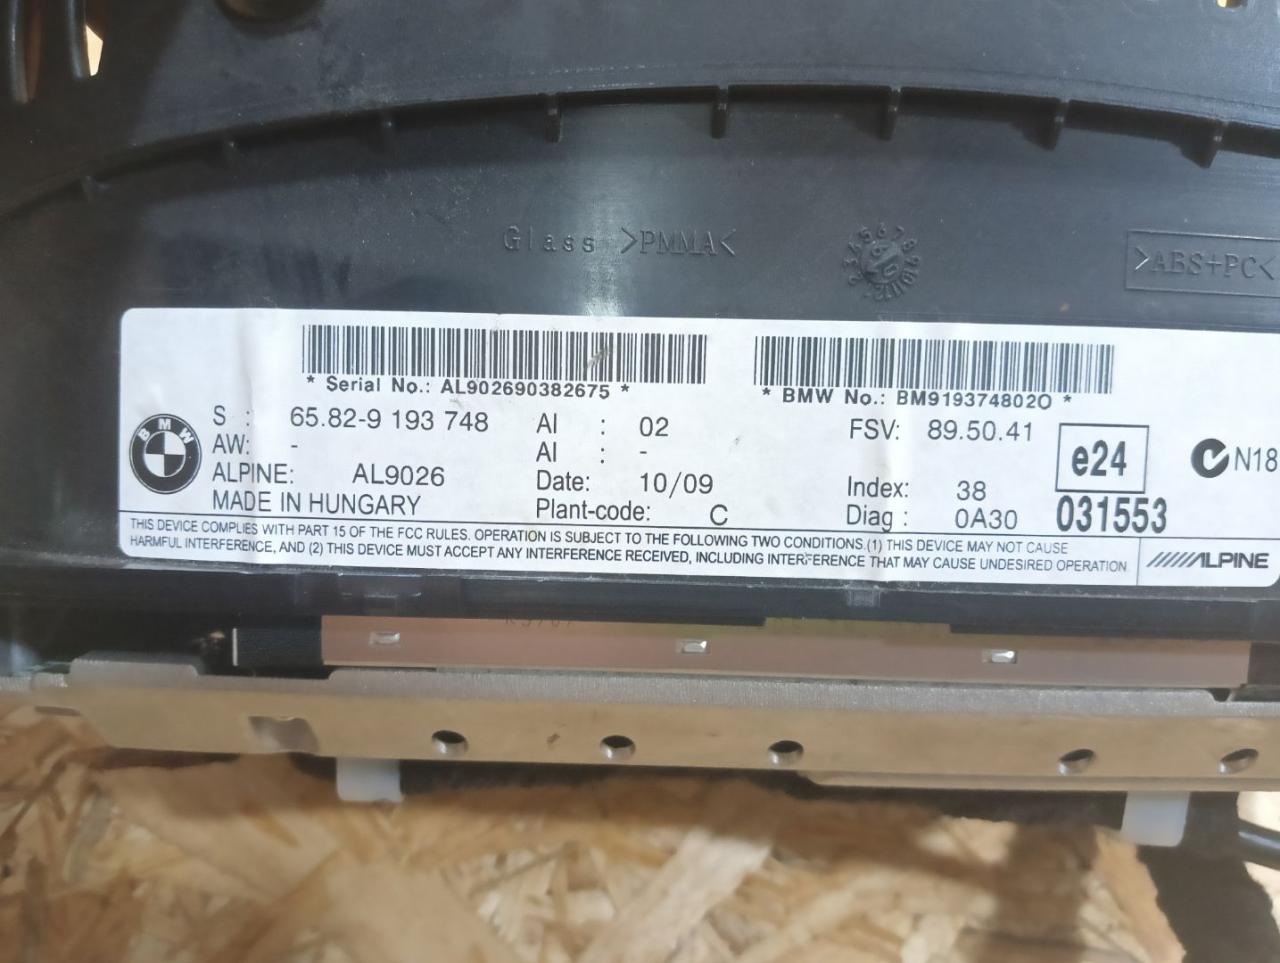 Glass >PMMA<
>ABS+PC<
* Serial No.: AL902690382675 *
* BMW No.: BM919374802O *
BMW
S : 65.82-9 193 748
AW: -
ALPINE: AL9026
MADE IN HUNGARY
AI : 02
AI : -
Date: 10/09
Plant-code: C
FSV: 89.50.41
Index: 38
Diag : 0A30
e24
031553
N18
THIS DEVICE COMPLIES WITH PART 15 OF THE FCC RULES. OPERATION IS SUBJECT TO THE FOLLOWING TWO CONDITIONS.(1) THIS DEVICE MAY NOT CAUSE
HARMFUL INTERFERENCE, AND (2) THIS DEVICE MUST ACCEPT ANY INTERFERENCE RECEIVED, INCLUDING INTERFERENCE THAT MAY CAUSE UNDESIRED OPERATION
ALPINE